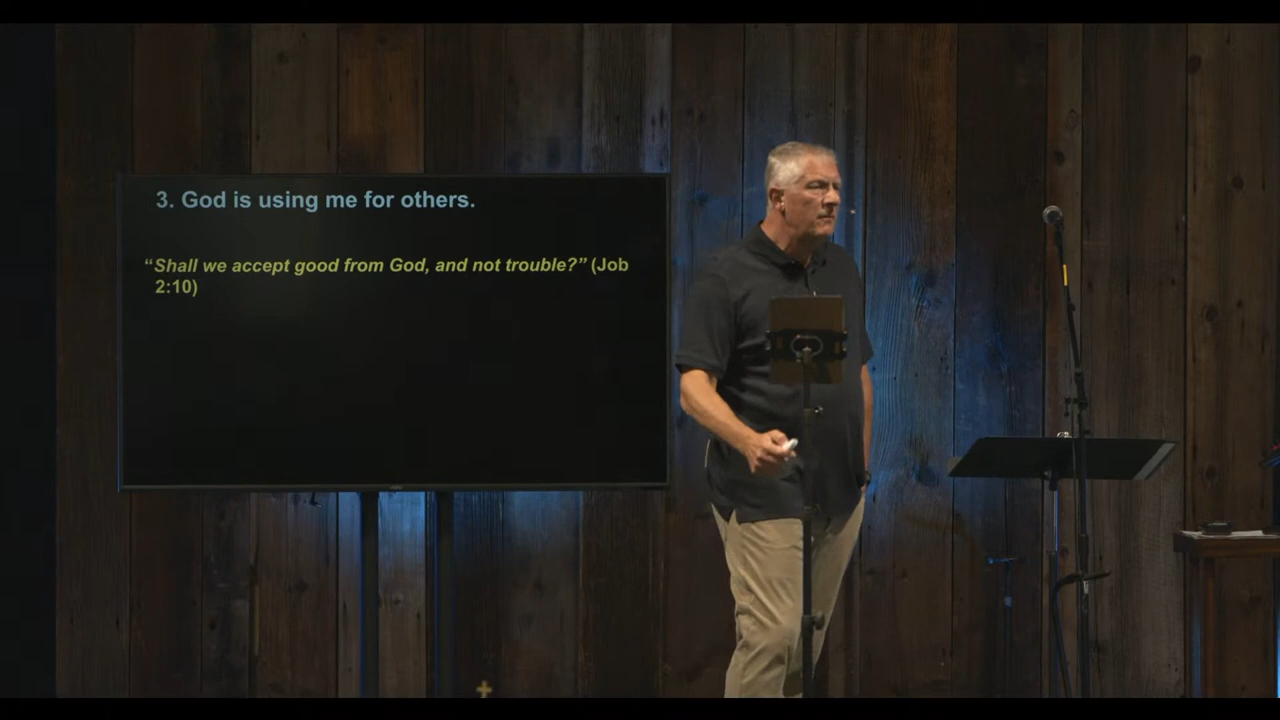 3. God is using me for others.
“Shall we accept good from God, and not trouble?” (Job
2:10)